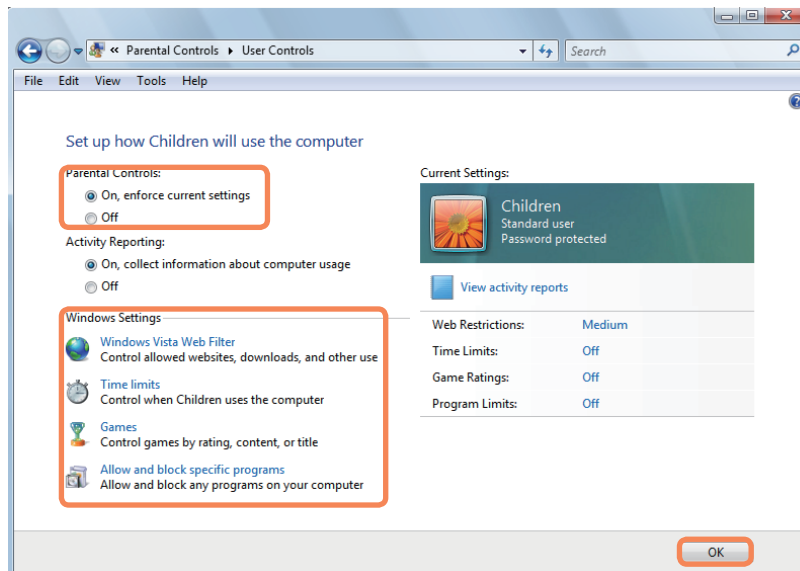 « Parental Controls ▸ User Controls
Search
File Edit View Tools Help
Set up how Children will use the computer
Parental Controls:
On, enforce current settings
Off
Activity Reporting:
On, collect information about computer usage
Off
Windows Settings
Windows Vista Web Filter
Control allowed websites, downloads, and other use
Time limits
Control when Children uses the computer
Games
Control games by rating, content, or title
Allow and block specific programs
Allow and block any programs on your computer
Current Settings:
Children
Standard user
Password protected
View activity reports
Web Restrictions: Medium
Time Limits: Off
Game Ratings: Off
Program Limits: Off
OK